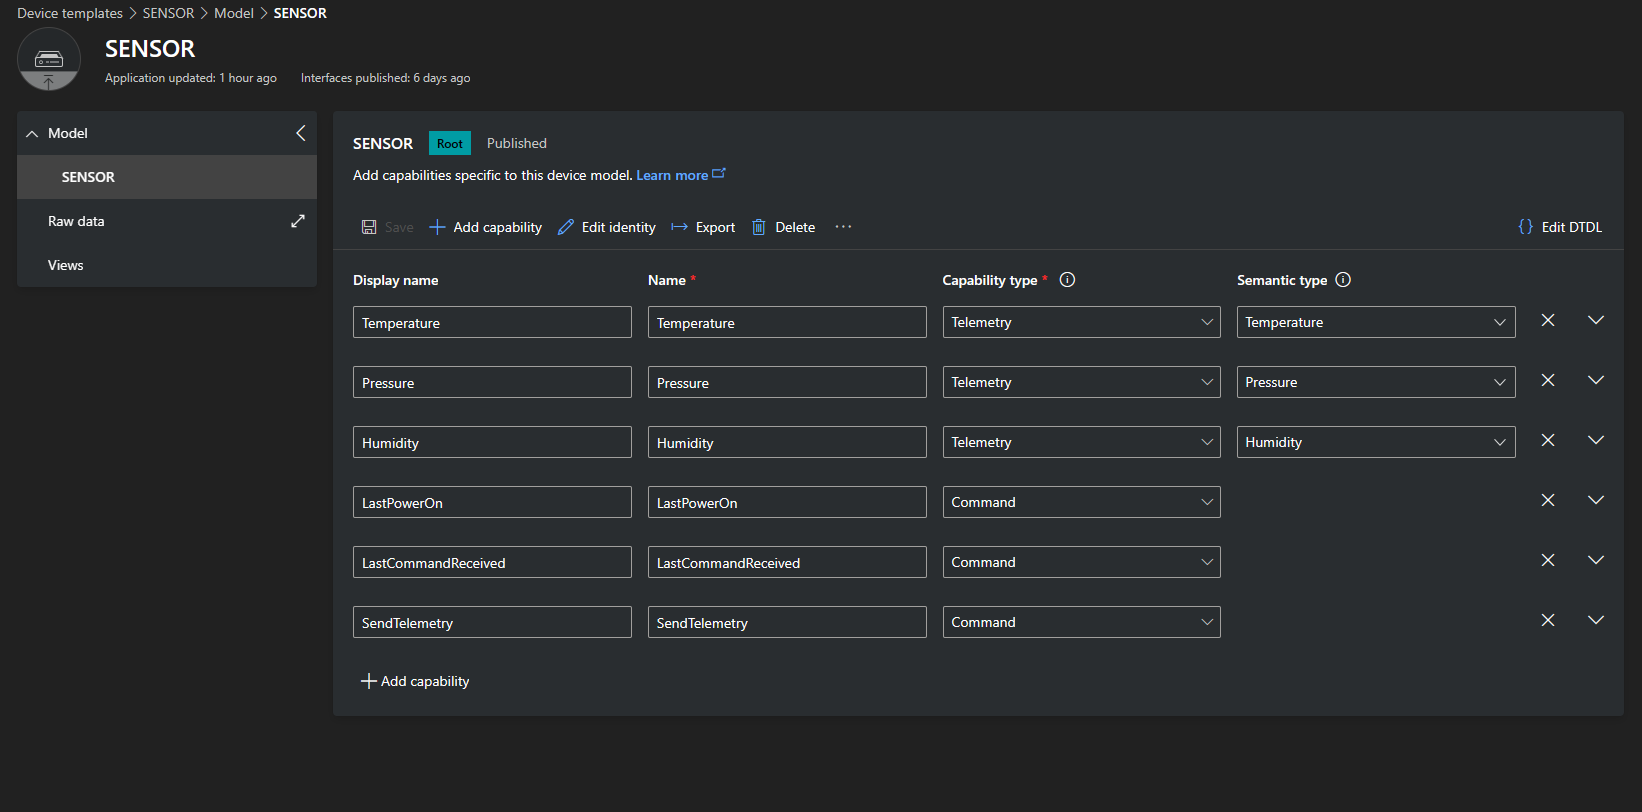 Device templates > SENSOR > Model > SENSOR
SENSOR
Application updated: 1 hour ago Interfaces published: 6 days ago
Model
SENSOR
Raw data
Views
SENSOR Root Published
Add capabilities specific to this device model. Learn more
Save Add capability Edit identity Export Delete ... Edit DTDL
Display name Name * Capability type * Semantic type
Temperature Temperature Telemetry Temperature
Pressure Pressure Telemetry Pressure
Humidity Humidity Telemetry Humidity
LastPowerOn LastPowerOn Command
LastCommandReceived LastCommandReceived Command
SendTelemetry SendTelemetry Command
Add capability